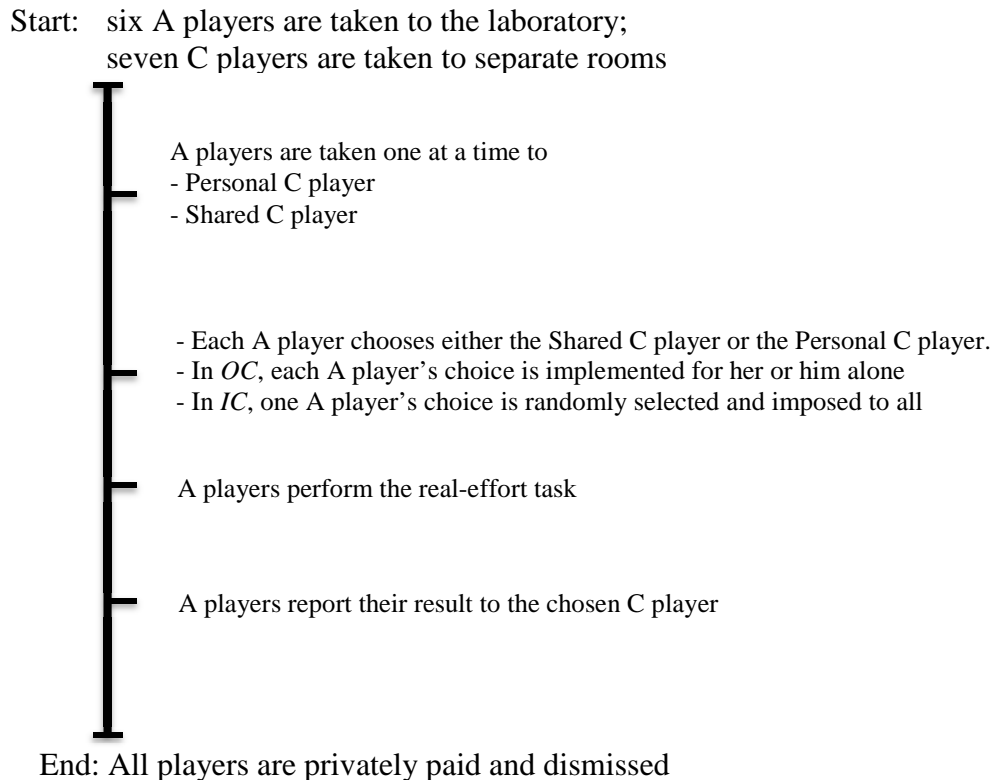 Start: six A players are taken to the laboratory;
seven C players are taken to separate rooms
A players are taken one at a time to
- Personal C player
- Shared C player
- Each A player chooses either the Shared C player or the Personal C player.
- In OC, each A player’s choice is implemented for her or him alone
- In IC, one A player’s choice is randomly selected and imposed to all
A players perform the real-effort task
A players report their result to the chosen C player
End: All players are privately paid and dismissed